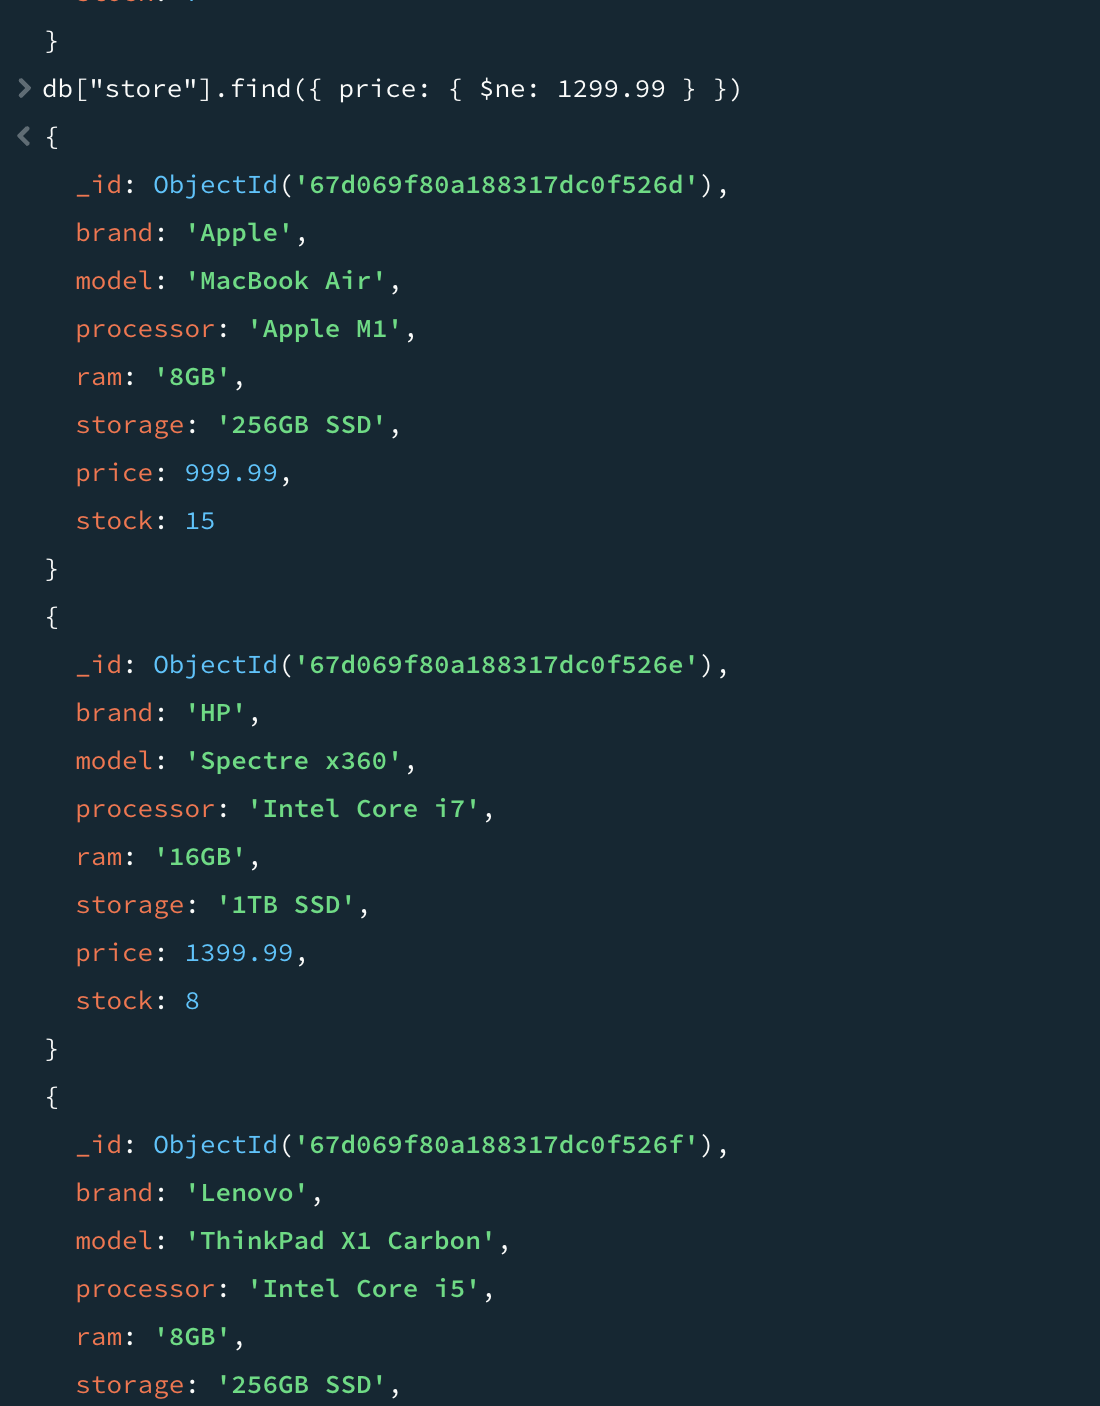 }
db["store"].find({ price: { $ne: 1299.99 } })
{
_id: ObjectId('67d069f80a188317dc0f526d'),
brand: 'Apple',
model: 'MacBook Air',
processor: 'Apple M1',
ram: '8GB',
storage: '256GB SSD',
price: 999.99,
stock: 15
}
{
_id: ObjectId('67d069f80a188317dc0f526e'),
brand: 'HP',
model: 'Spectre x360',
processor: 'Intel Core i7',
ram: '16GB',
storage: '1TB SSD',
price: 1399.99,
stock: 8
}
{
_id: ObjectId('67d069f80a188317dc0f526f'),
brand: 'Lenovo',
model: 'ThinkPad X1 Carbon',
processor: 'Intel Core i5',
ram: '8GB',
storage: '256GB SSD',